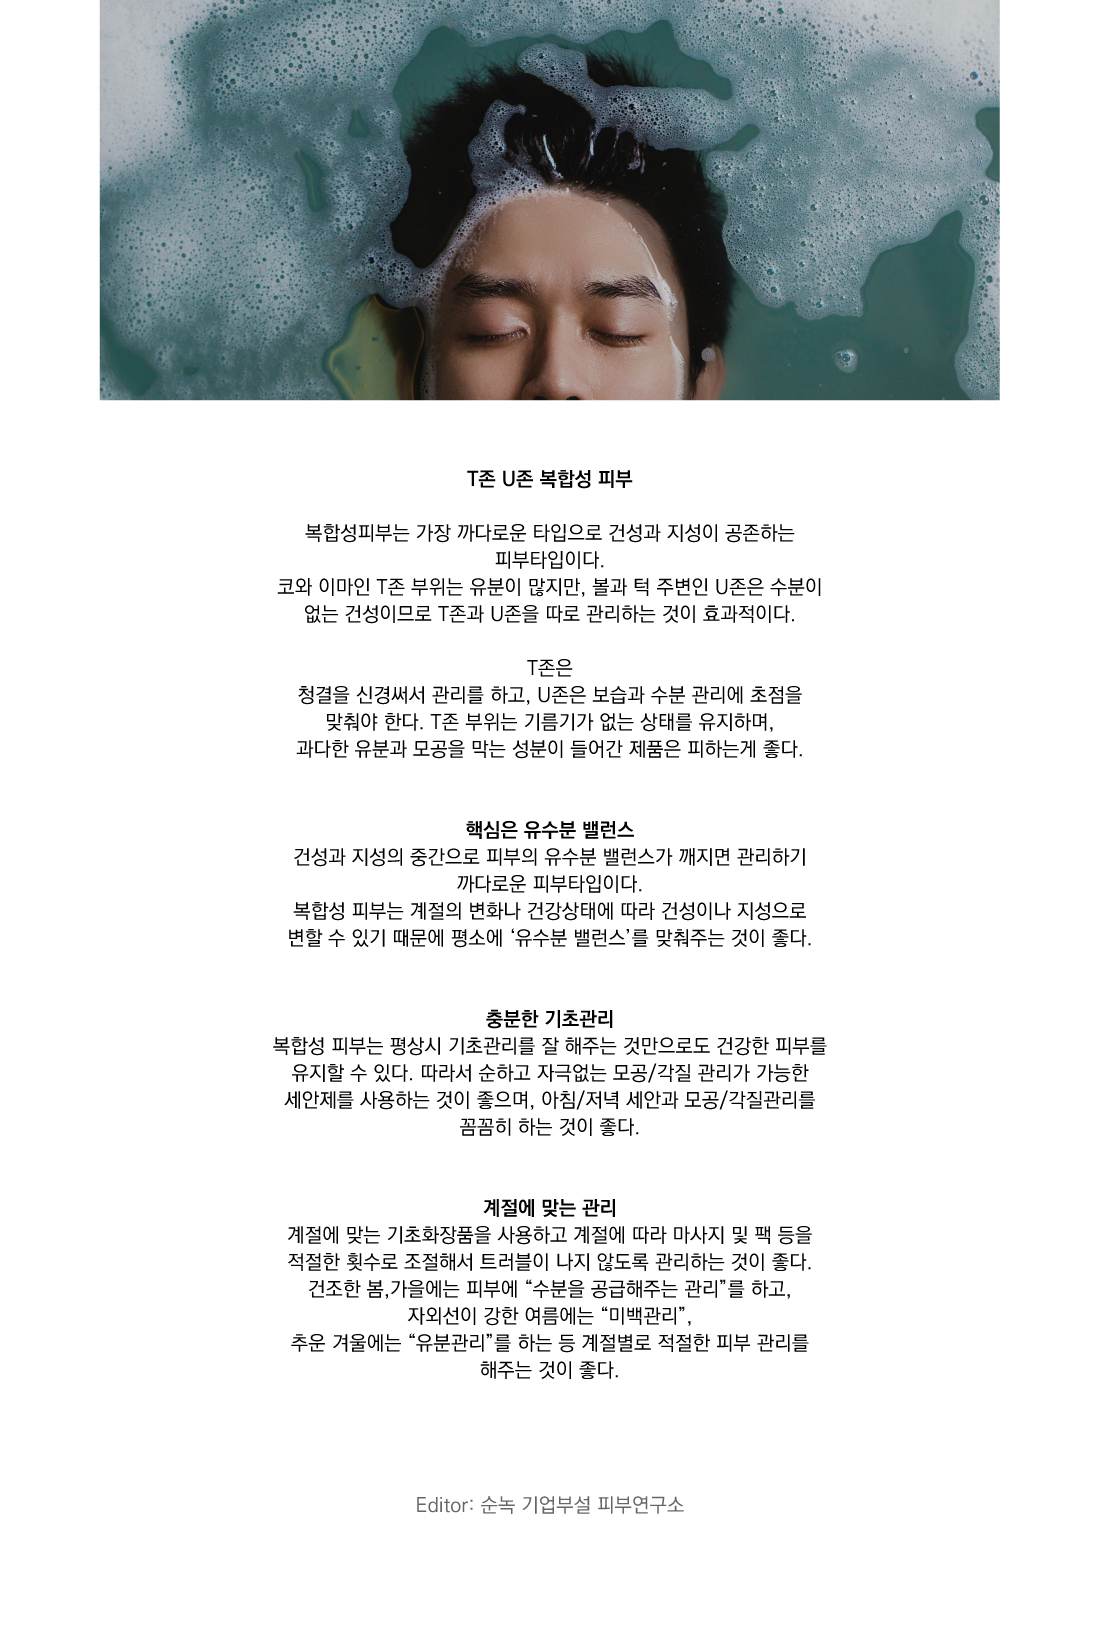 T존 U존 복합성 피부
복합성피부는 가장 까다로운 타입으로 건성과 지성이 공존하는
피부타입이다.
코와 이마인 T존 부위는 유분이 많지만, 볼과 턱 주변인 U존은 수분이
없는 건성이므로 T존과 U존을 따로 관리하는 것이 효과적이다.
T존은
청결을 신경써서 관리를 하고, U존은 보습과 수분 관리에 초점을
맞춰야 한다. T존 부위는 기름기가 없는 상태를 유지하며,
과다한 유분과 모공을 막는 성분이 들어간 제품은 피하는게 좋다.
핵심은 유수분 밸런스
건성과 지성의 중간으로 피부의 유수분 밸런스가 깨지면 관리하기
까다로운 피부타입이다.
복합성 피부는 계절의 변화나 건강상태에 따라 건성이나 지성으로
변할 수 있기 때문에 평소에 ‘유수분 밸런스’를 맞춰주는 것이 좋다.
충분한 기초관리
복합성 피부는 평상시 기초관리를 잘 해주는 것만으로도 건강한 피부를
유지할 수 있다. 따라서 순하고 자극없는 모공/각질 관리가 가능한
세안제를 사용하는 것이 좋으며, 아침/저녁 세안과 모공/각질관리를
꼼꼼히 하는 것이 좋다.
계절에 맞는 관리
계절에 맞는 기초화장품을 사용하고 계절에 따라 마사지 및 팩 등을
적절한 횟수로 조절해서 트러블이 나지 않도록 관리하는 것이 좋다.
건조한 봄,가을에는 피부에 “수분을 공급해주는 관리”를 하고,
자외선이 강한 여름에는 “미백관리”,
추운 겨울에는 “유분관리”를 하는 등 계절별로 적절한 피부 관리를
해주는 것이 좋다.
Editor: 순녹 기업부설 피부연구소